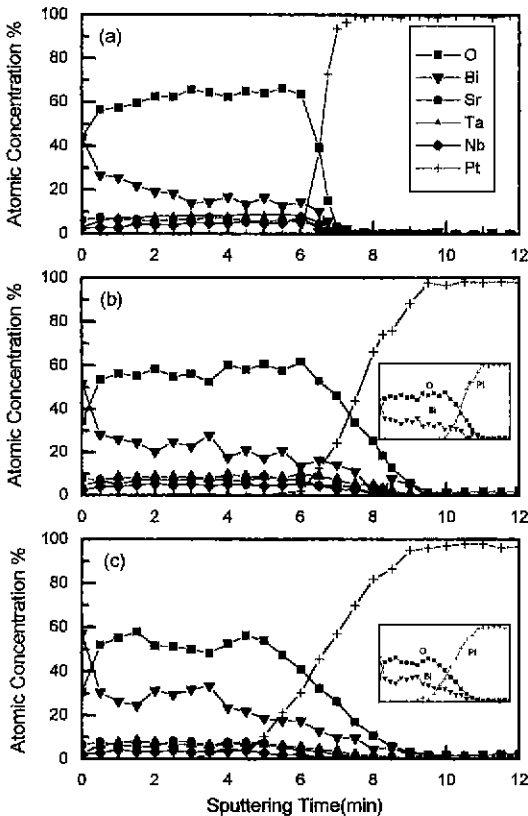 (a)
Atomic Concentration %
100
80
60
40
20
0
O
Bi
Sr
Ta
Nb
Pt
0 2 4 6 8 10 12
(b)
Atomic Concentration %
100
80
60
40
20
0
O
Bi
Pt
0 2 4 6 8 10 12
(c)
Atomic Concentration %
100
80
60
40
20
0
O
Bi
Pt
0 2 4 6 8 10 12
Sputtering Time(min)